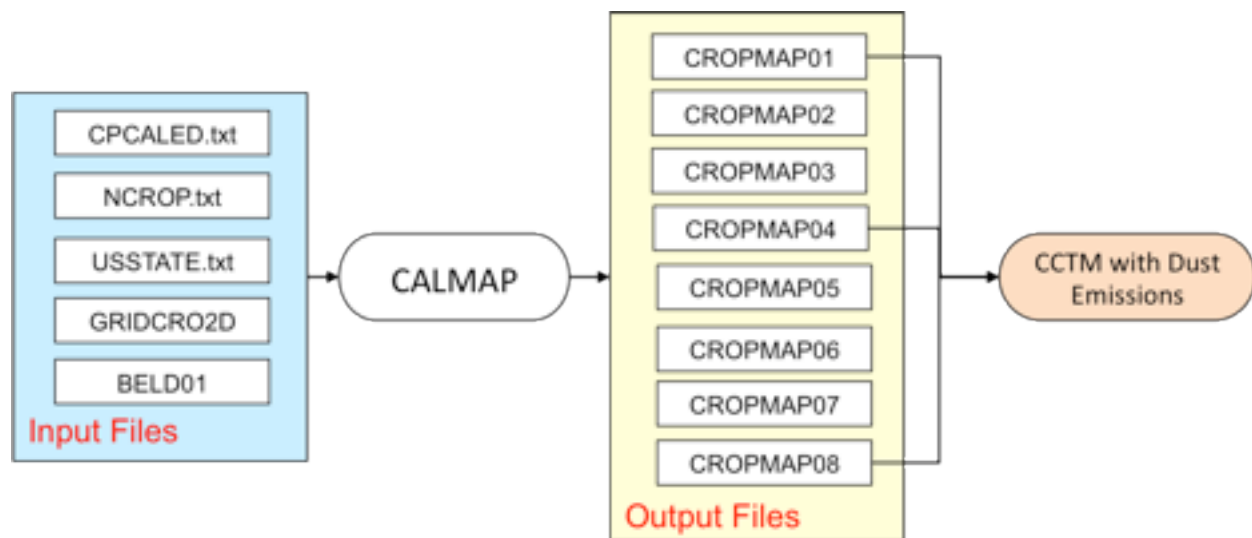 CPCALED.txt
NCROP.txt
USSTATE.txt
GRIDCRO2D
BELD01
Input Files
CALMAP
CROPMAP01
CROPMAP02
CROPMAP03
CROPMAP04
CROPMAP05
CROPMAP06
CROPMAP07
CROPMAP08
Output Files
CCTM with Dust
Emissions